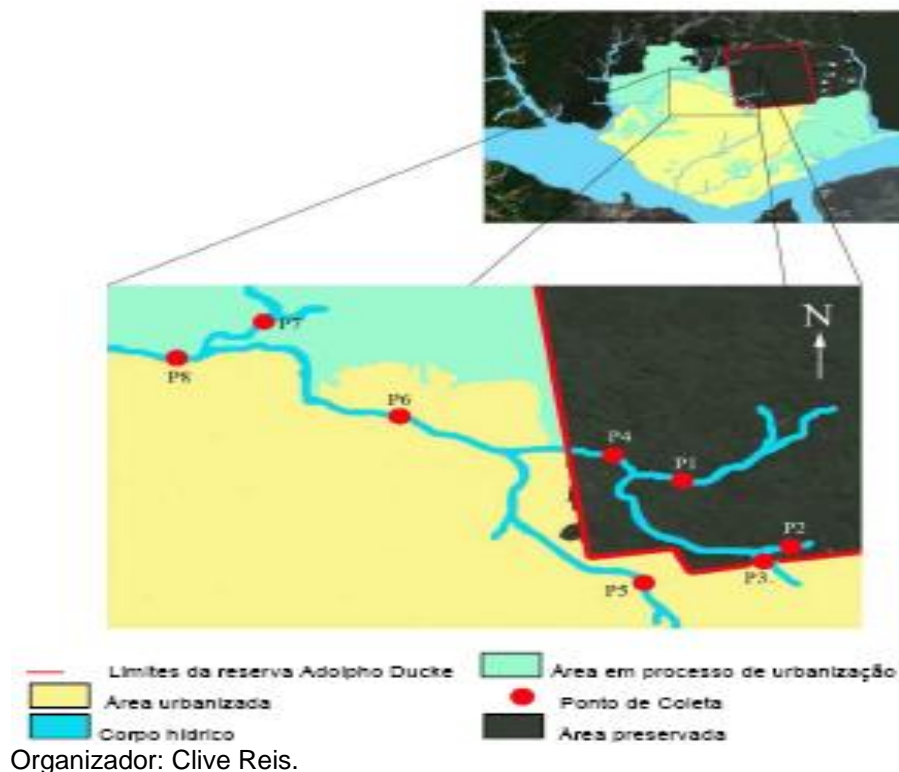 N
P7
P8
P6
P4
P1
P2
P3.
P5
Limites da reserva Adolpho Ducke
Área em processo de urbanização
Área urbanizada
Ponto de Coleta
Corpo hídrico
Área preservada
Organizador: Clive Reis.